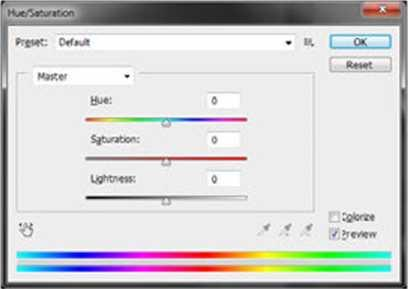 Hue/Saturation
Preset: Default
OK
Reset
Master
Hue: 0
Saturation: 0
Lightness: 0
Colorize
Preview